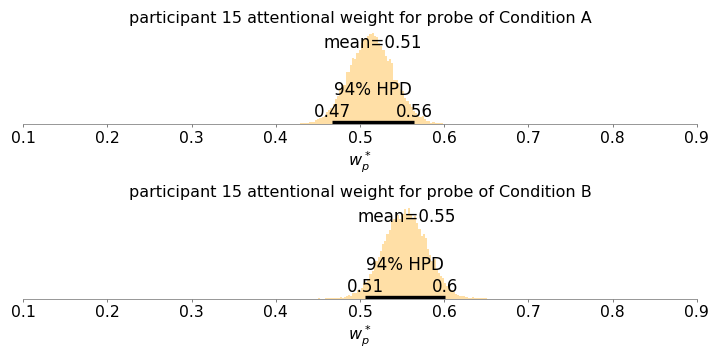 participant 15 attentional weight for probe of Condition A
mean=0.51
94% HPD
0.47 0.56
0.1 0.2 0.3 0.4 0.5 0.6 0.7 0.8 0.9
w_p^*
participant 15 attentional weight for probe of Condition B
mean=0.55
94% HPD
0.51 0.6
0.1 0.2 0.3 0.4 0.5 0.6 0.7 0.8 0.9
w_p^*